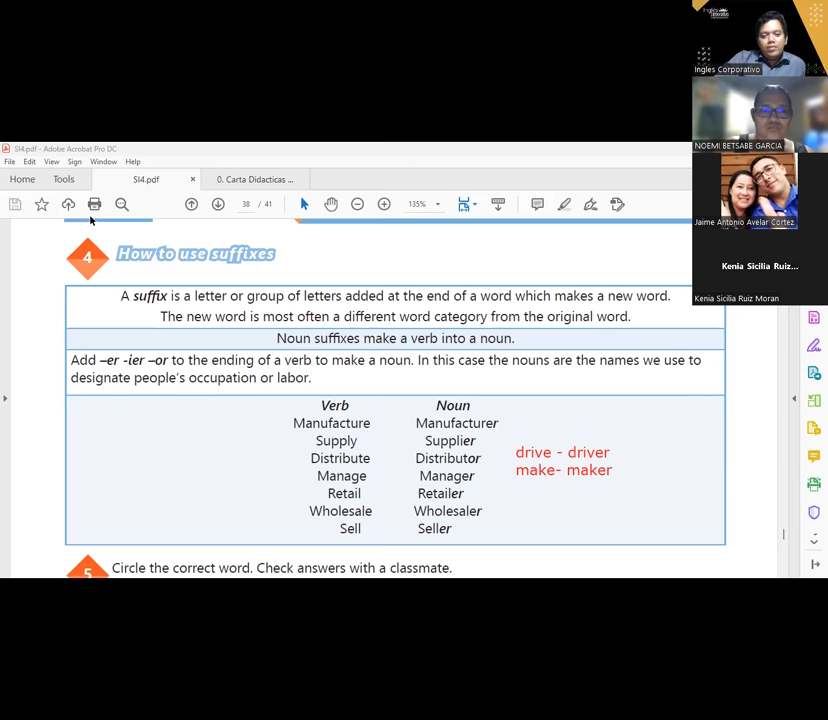 SI4.pdf - Adobe Acrobat Pro DC
File Edit View Sign Window Help
Home Tools SI4.pdf × 0. Carta Didacticas ...
38 / 41 135%
4 How to use suffixes
A suffix is a letter or group of letters added at the end of a word which makes a new word.
The new word is most often a different word category from the original word.
Noun suffixes make a verb into a noun.
Add –er -ier –or to the ending of a verb to make a noun. In this case the nouns are the names we use to
designate people's occupation or labor.
Verb Noun
Manufacture Manufacturer
Supply Supplier
Distribute Distributor
drive - driver
Manage Manager
make- maker
Retail Retailer
Wholesale Wholesaler
Sell Seller
5 Circle the correct word. Check answers with a classmate.
Ingles Corporativo
NOEMI BETSABE GARCIA
Jaime Antonio Avelar Cortez
Kenia Sicilia Ruiz...
Kenia Sicilia Ruiz Moran